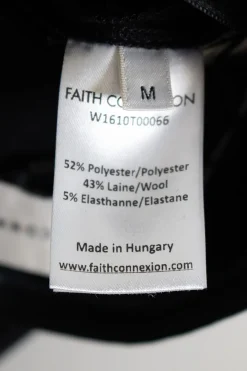 M
FAITH CONNEXION
W1610T00066
52% Polyester/Polyester
43% Laine/Wool
5% Elasthanne/Elastane
Made in Hungary
www.faithconnexion.com